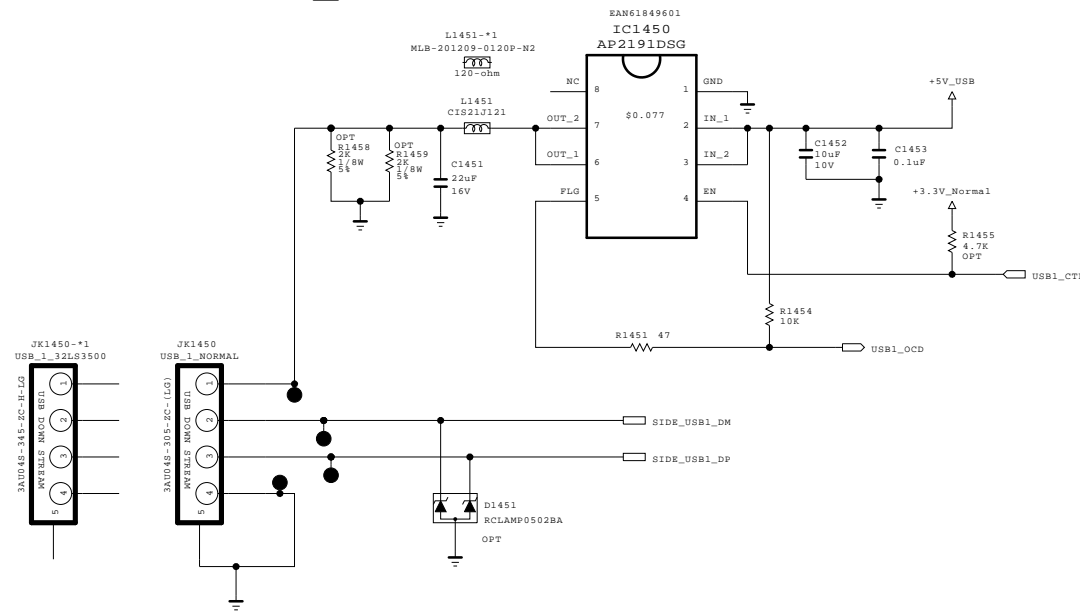 EAN61849601
IC1450
AP2191DSG
L1451-*1
MLB-201209-0120P-N2
120-ohm
L1451
CIS21J121
NC
8
1
GND
+5V_USB
OUT_2
7
$0.077
2
IN_1
OUT_1
6
3
IN_2
FLG
5
4
EN
OPT
R1458
2K
1/8W
5%
OPT
R1459
2K
1/8W
5%
C1451
22uF
16V
C1452
10uF
10V
C1453
0.1uF
+3.3V_Normal
R1455
4.7K
OPT
USB1_CTL
R1454
10K
R1451 47
USB1_OCD
JK1450-*1
USB_1_32LS3500
3AU04S-345-ZC-H-LG
USB DOWN STREAM
1
2
3
4
5
JK1450
USB_1_NORMAL
3AU04S-305-ZC-(LG)
USB DOWN STREAM
1
2
3
4
5
SIDE_USB1_DM
SIDE_USB1_DP
D1451
RCLAMP0502BA
OPT